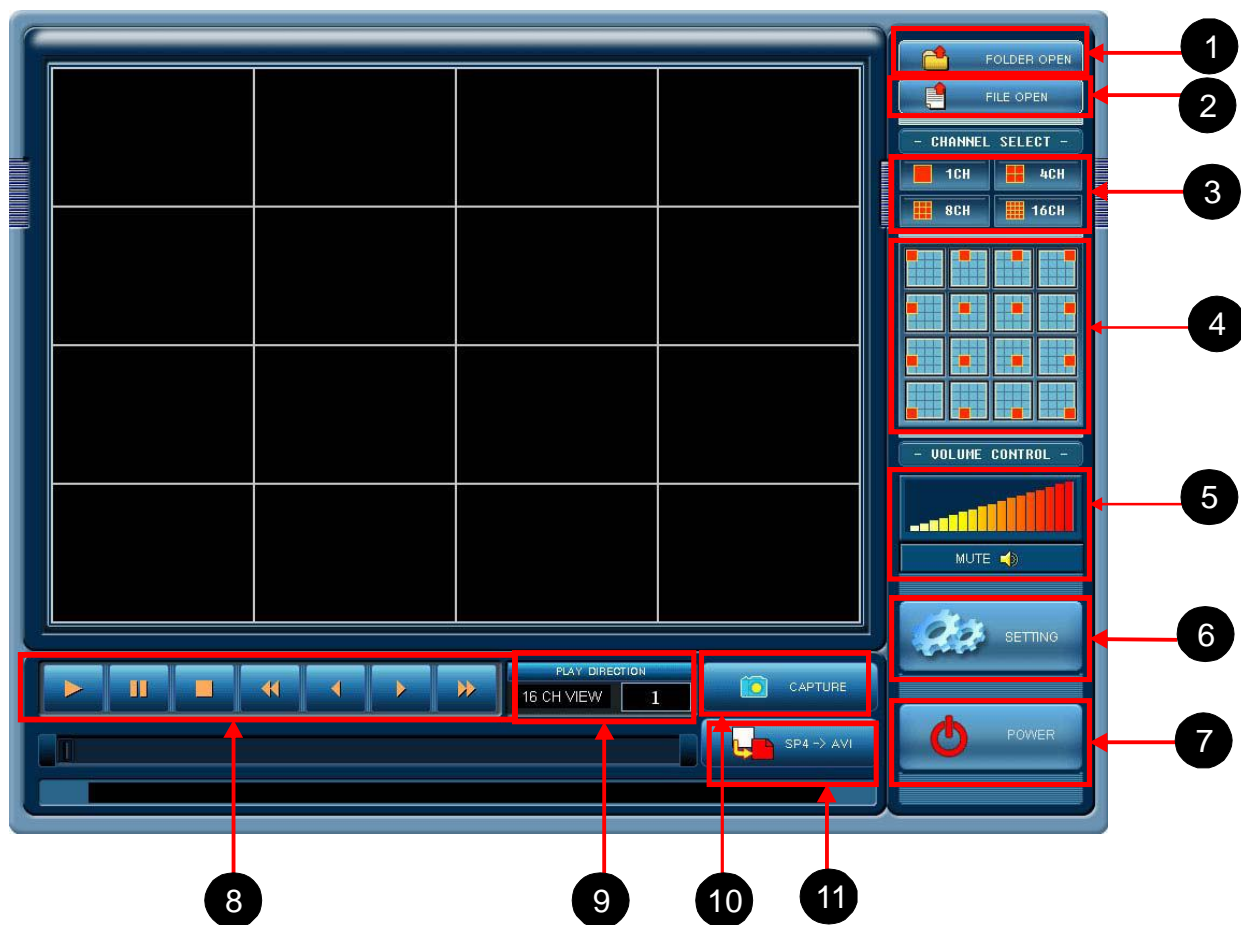 FOLDER OPEN
1
FILE OPEN
2
- CHANNEL SELECT -
1CH 4CH
3
8CH 16CH
4
- VOLUME CONTROL -
5
MUTE
SETTING
6
PLAY DIRECTION
16 CH VIEW 1
CAPTURE
POWER
7
SP4 -> AVI
8
9
10
11